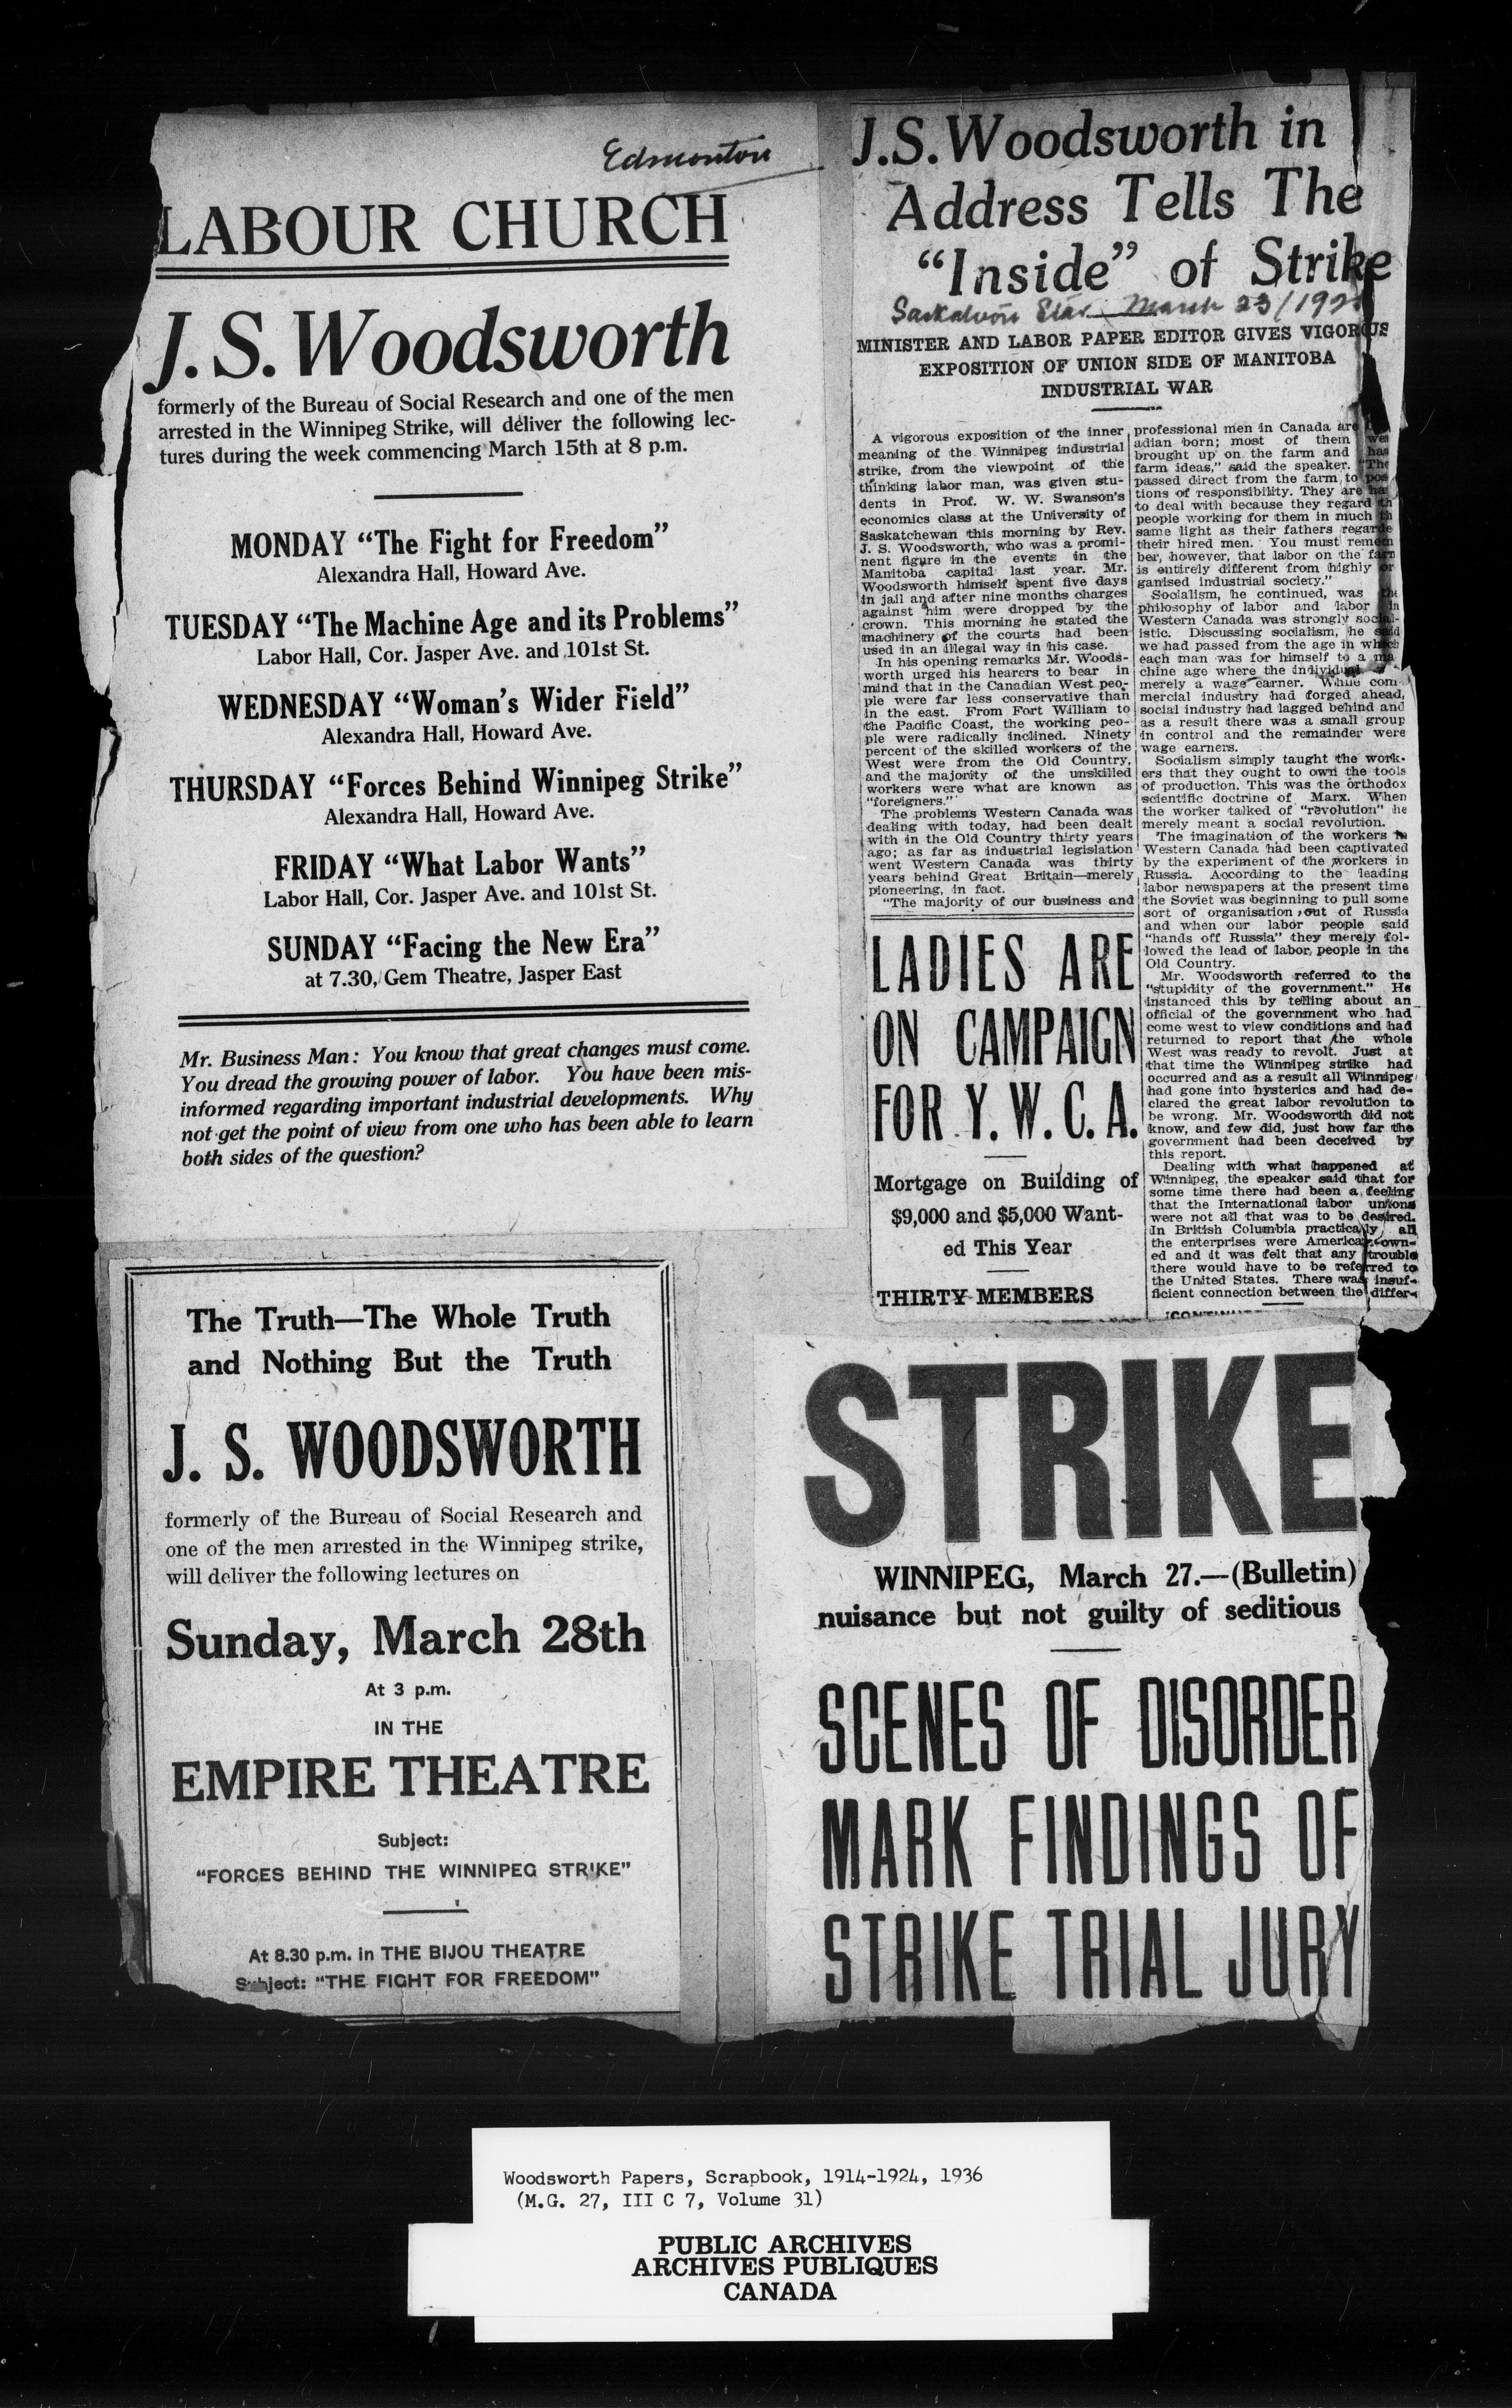 Edmonton
LABOUR CHURCH
J. S. Woodsworth
formerly of the Bureau of Social Research and one of the men
arrested in the Winnipeg Strike, will deliver the following lec-
tures during the week commencing March 15th at 8 p.m.
MONDAY “The Fight for Freedom”
Alexandra Hall, Howard Ave.
TUESDAY “The Machine Age and its Problems”
Labor Hall, Cor. Jasper Ave. and 101st St.
WEDNESDAY “Woman’s Wider Field”
Alexandra Hall, Howard Ave.
THURSDAY “Forces Behind Winnipeg Strike”
Alexandra Hall, Howard Ave.
FRIDAY “What Labor Wants”
Labor Hall, Cor. Jasper Ave. and 101st St.
SUNDAY “Facing the New Era”
at 7.30, Gem Theatre, Jasper East
Mr. Business Man: You know that great changes must come.
You dread the growing power of labor. You have been mis-
informed regarding important industrial developments. Why
not get the point of view from one who has been able to learn
both sides of the question?
J.S. Woodsworth in
Address Tells The
“Inside” of Strike
Saskatoon Star March 23/192
MINISTER AND LABOR PAPER EDITOR GIVES VIGOROUS
EXPOSITION OF UNION SIDE OF MANITOBA
INDUSTRIAL WAR
A vigorous exposition of the inner
meaning of the Winnipeg industrial
strike, from the viewpoint of the
thinking labor man, was given stu-
dents in Prof. W. W. Swanson’s
economics class at the University of
Saskatchewan this morning by Rev.
J. S. Woodsworth, who was a promi-
nent figure in the events in the
Manitoba capital last year. Mr.
Woodsworth himself spent five days
in jail and after nine months charges
against him were dropped by the
crown. This morning he stated the
machinery of the courts had been
used in an illegal way in his case.
In his opening remarks Mr. Woods-
worth urged his hearers to bear in
mind that in the Canadian West peo-
ple were far less conservative than
in the east. From Fort William to
the Pacific Coast, the working peo-
ple were radically inclined. Ninety
percent of the skilled workers of the
West were from the Old Country,
and the majority of the unskilled
workers were what are known as
“foreigners.”
The problems Western Canada was
dealing with today, had been dealt
with in the Old Country thirty years
ago; as far as industrial legislation
went Western Canada was thirty
years behind Great Britain—merely
pioneering, in fact.
“The majority of our business and
professional men in Canada are
adian born; most of them
brought up on the farm and has
farm ideas,” said the speaker. “The
passed direct from the farm to pos
tions of responsibility. They are ha
to deal with because they regard th
people working for them in much th
same light as their fathers regarde
their hired men. You must remem
ber, however, that labor on the farm
is entirely different from highly or
ganised industrial society.”
Socialism, he continued, was the
philosophy of labor and labor in
Western Canada was strongly social-
istic. Discussing socialism, he said
we had passed from the age in which
each man was for himself to a ma
chine age where the individual
merely a wage earner. While com-
mercial industry had forged ahead,
social industry had lagged behind and
as a result there was a small group
in control and the remainder were
wage earners.
Socialism simply taught the work-
ers that they ought to own the tools
of production. This was the orthodox
scientific doctrine of Marx. When
the worker talked of “revolution” he
merely meant a social revolution.
The imagination of the workers in
Western Canada had been captivated
by the experiment of the workers in
Russia. According to the leading
labor newspapers at the present time
the Soviet was beginning to pull some
sort of organisation out of Russia
and when our labor people said
“hands off Russia” they merely fol-
lowed the lead of labor people in the
Old Country.
Mr. Woodsworth referred to the
“stupidity of the government.” He
instanced this by telling about an
official of the government who had
come west to view conditions and had
returned to report that the whole
West was ready to revolt. Just at
that time the Winnipeg strike had
occurred and as a result all Winnipeg
had gone into hysterics and had de-
clared the great labor revolution to
be wrong. Mr. Woodsworth did not
know, and few did, just how far the
government had been deceived by
this report.
Dealing with what happened at
Winnipeg, the speaker said that for
some time there had been a feeling
that the International labor unions
were not all that was to be desired.
In British Columbia practically all
the enterprises were American own-
ed and it was felt that any trouble
there would have to be referred to
the United States. There was insuf-
ficient connection between the differ-
LADIES ARE
ON CAMPAIGN
FOR Y. W. C. A.
Mortgage on Building of
$9,000 and $5,000 Want-
ed This Year
THIRTY MEMBERS
The Truth—The Whole Truth
and Nothing But the Truth
J. S. WOODSWORTH
formerly of the Bureau of Social Research and
one of the men arrested in the Winnipeg strike,
will deliver the following lectures on
Sunday, March 28th
At 3 p.m.
IN THE
EMPIRE THEATRE
Subject:
“FORCES BEHIND THE WINNIPEG STRIKE”
At 8.30 p.m. in THE BIJOU THEATRE
Subject: “THE FIGHT FOR FREEDOM”
STRIKE
WINNIPEG, March 27.—(Bulletin)
nuisance but not guilty of seditious
SCENES OF DISORDER
MARK FINDINGS OF
STRIKE TRIAL JURY
Woodsworth Papers, Scrapbook, 1914-1924, 1936
(M.G. 27, III C 7, Volume 31)
PUBLIC ARCHIVES
ARCHIVES PUBLIQUES
CANADA